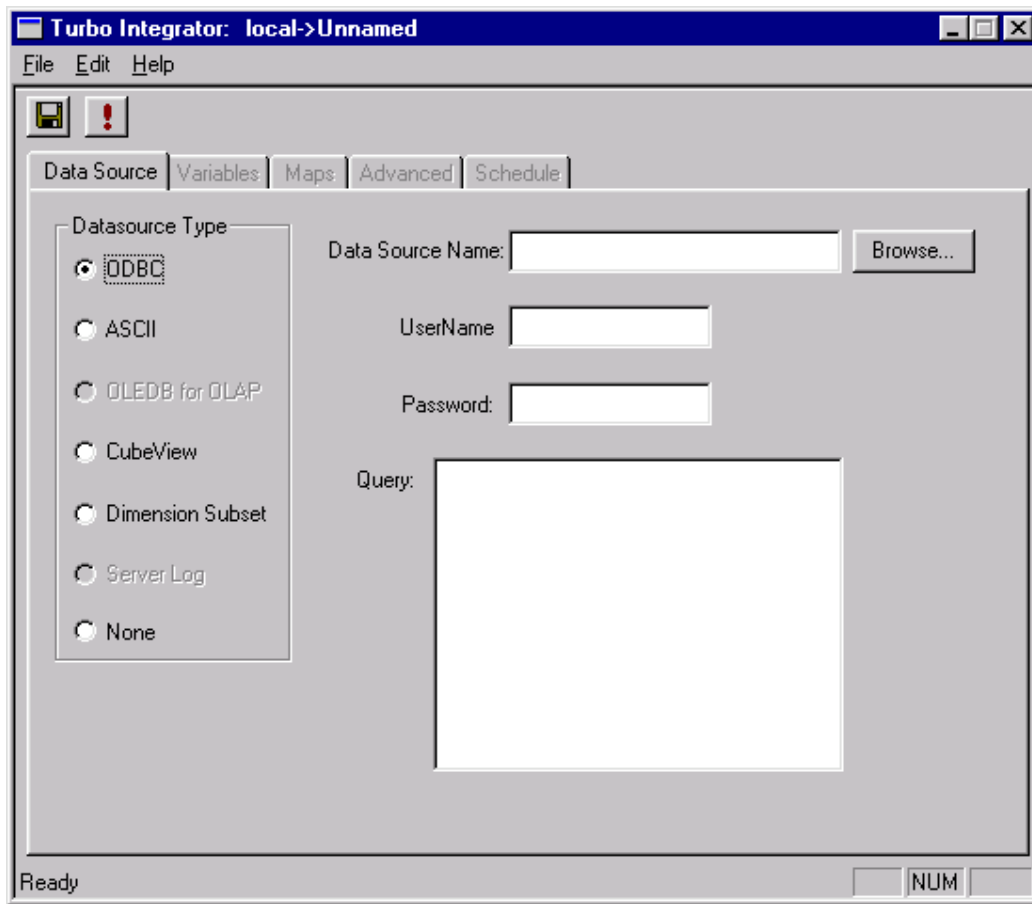 Turbo Integrator: local->Unnamed
File Edit Help
Data Source Variables Maps Advanced Schedule
Datasource Type
ODBC
ASCII
OLEDB for OLAP
CubeView
Dimension Subset
Server Log
None
Data Source Name:
Browse...
UserName
Password:
Query:
Ready
NUM